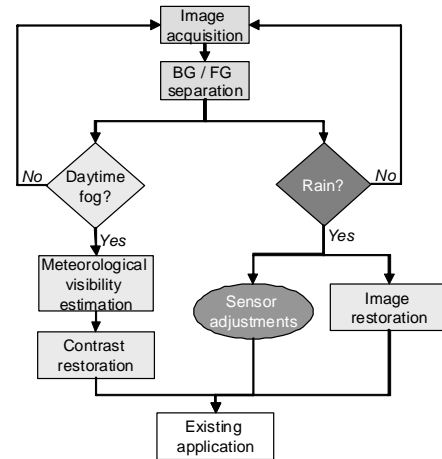 Image
acquisition
BG / FG
separation
No
Daytime
fog?
Rain?
No
Yes
Yes
Meteorological
visibility
estimation
Sensor
adjustments
Image
restoration
Contrast
restoration
Existing
application